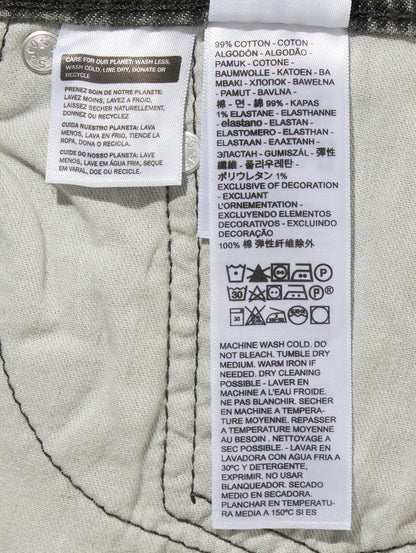 CARE FOR OUR PLANET: WASH LESS,
WASH COLD, LINE DRY, DONATE OR
RECYCLE
PRENEZ SOIN DE NOTRE PLANETE:
LAVEZ MOINS, LAVEZ A FROID,
LAISSEZ SECHER NATURELLEMENT,
DONNEZ OU RECYCLEZ
CUIDA NUESTRO PLANETA: LAVA
MENOS, LAVA EN FRIO, TIENDE LA
ROPA, DONA O RECICLA.
CUIDE DO NOSSO PLANETA: LAVE
MENOS, LAVE EM ÁGUA FRIA, SEQUE
EM VARAL, DOE OU RECICLE.
99% COTTON - COTON -
ALGODÓN - ALGODÃO -
PAMUK - COTONE -
BAUMWOLLE - KATOEN - BA
MBAKI - ХЛОПОК - BAWEŁNA
- PAMUT - BAVLNA -
棉 - 면 - 綿 99% - KAPAS
1% ELASTANE - ELASTHANNE
- elastano - ELASTAN -
ELASTOMERO - ELASTHAN -
ELASTAAN - ΕΛΑΣΤΑΝΗ -
ЭЛАСТАН - GUMISZÁL - 彈性
纖維 - 폴리우레탄 -
ポリウレタン 1%
EXCLUSIVE OF DECORATION
- EXCLUANT
L'ORNEMENTATION -
EXCLUYENDO ELEMENTOS
DECORATIVOS - EXCLUINDO
DECORAÇÃO
100% 棉 弹性纤维除外
P
30 P
30
MACHINE WASH COLD. DO
NOT BLEACH. TUMBLE DRY
MEDIUM. WARM IRON IF
NEEDED. DRY CLEANING
POSSIBLE - LAVER EN
MACHINE A L'EAU FROIDE.
NE PAS BLANCHIR. SECHER
EN MACHINE A TEMPERA-
TURE MOYENNE. REPASSER
A TEMPERATURE MOYENNE
AU BESOIN . NETTOYAGE A
SEC POSSIBLE. - LAVAR EN
LAVADORA CON AGUA FRIA A
30ºC Y DETERGENTE,
EXPRIMIR. NO USAR
BLANQUEADOR. SECADO
MEDIO EN SECADORA.
PLANCHAR EN TEMPERATU-
RA MEDIA A 150ºC SI ES